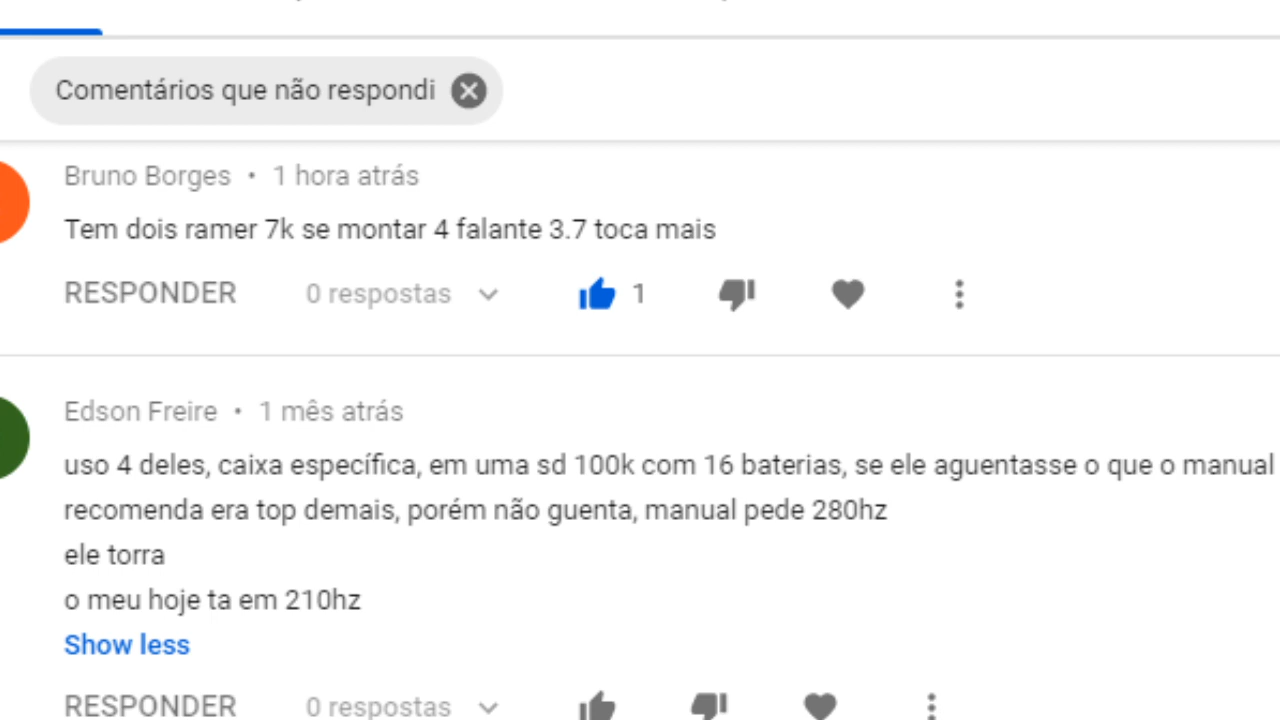 Comentários que não respondi
Bruno Borges • 1 hora atrás
Tem dois ramer 7k se montar 4 falante 3.7 toca mais
RESPONDER 0 respostas 1
Edson Freire • 1 mês atrás
uso 4 deles, caixa específica, em uma sd 100k com 16 baterias, se ele aguentasse o que o manual
recomenda era top demais, porém não guenta, manual pede 280hz
ele torra
o meu hoje ta em 210hz
Show less
RESPONDER 0 respostas